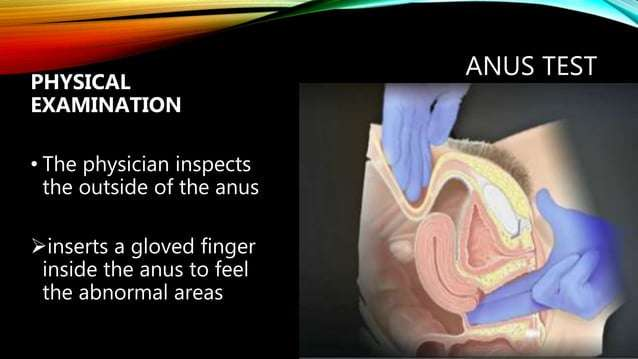 ANUS TEST
PHYSICAL
EXAMINATION
• The physician inspects
the outside of the anus
➢inserts a gloved finger
inside the anus to feel
the abnormal areas